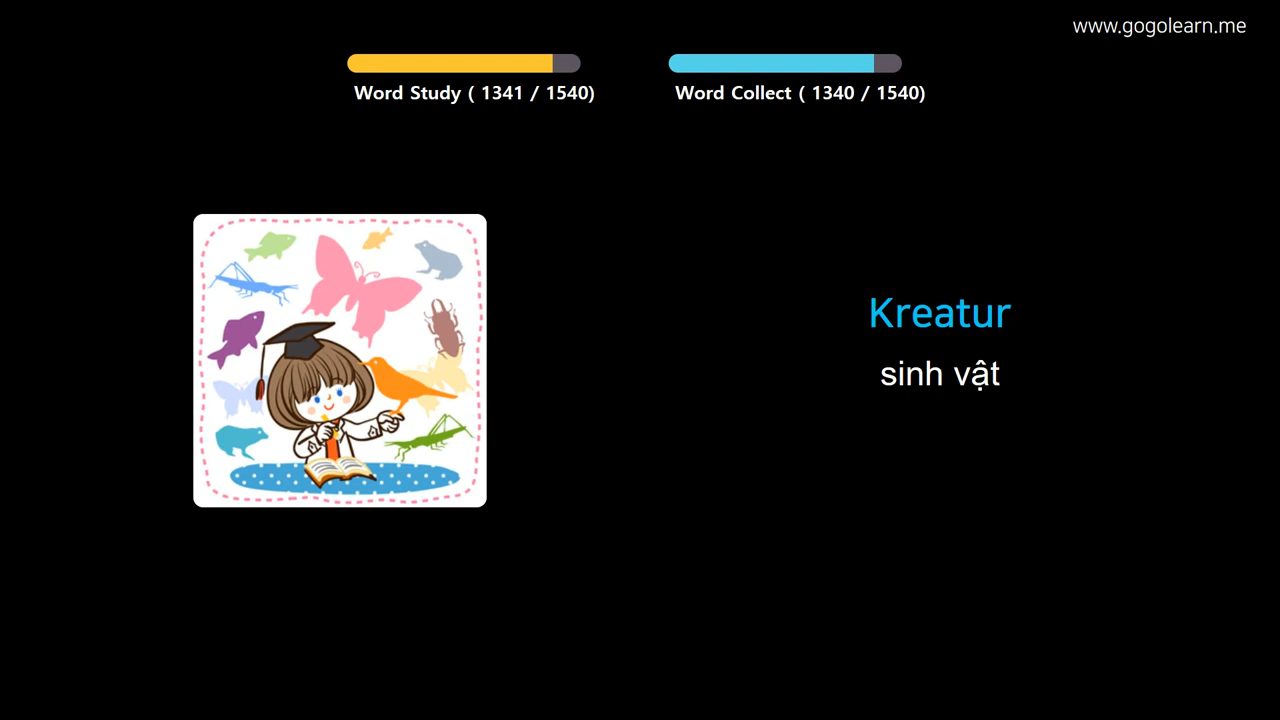 www.gogolearn.me
Word Study ( 1341 / 1540)
Word Collect ( 1340 / 1540)
Kreatur
sinh vật